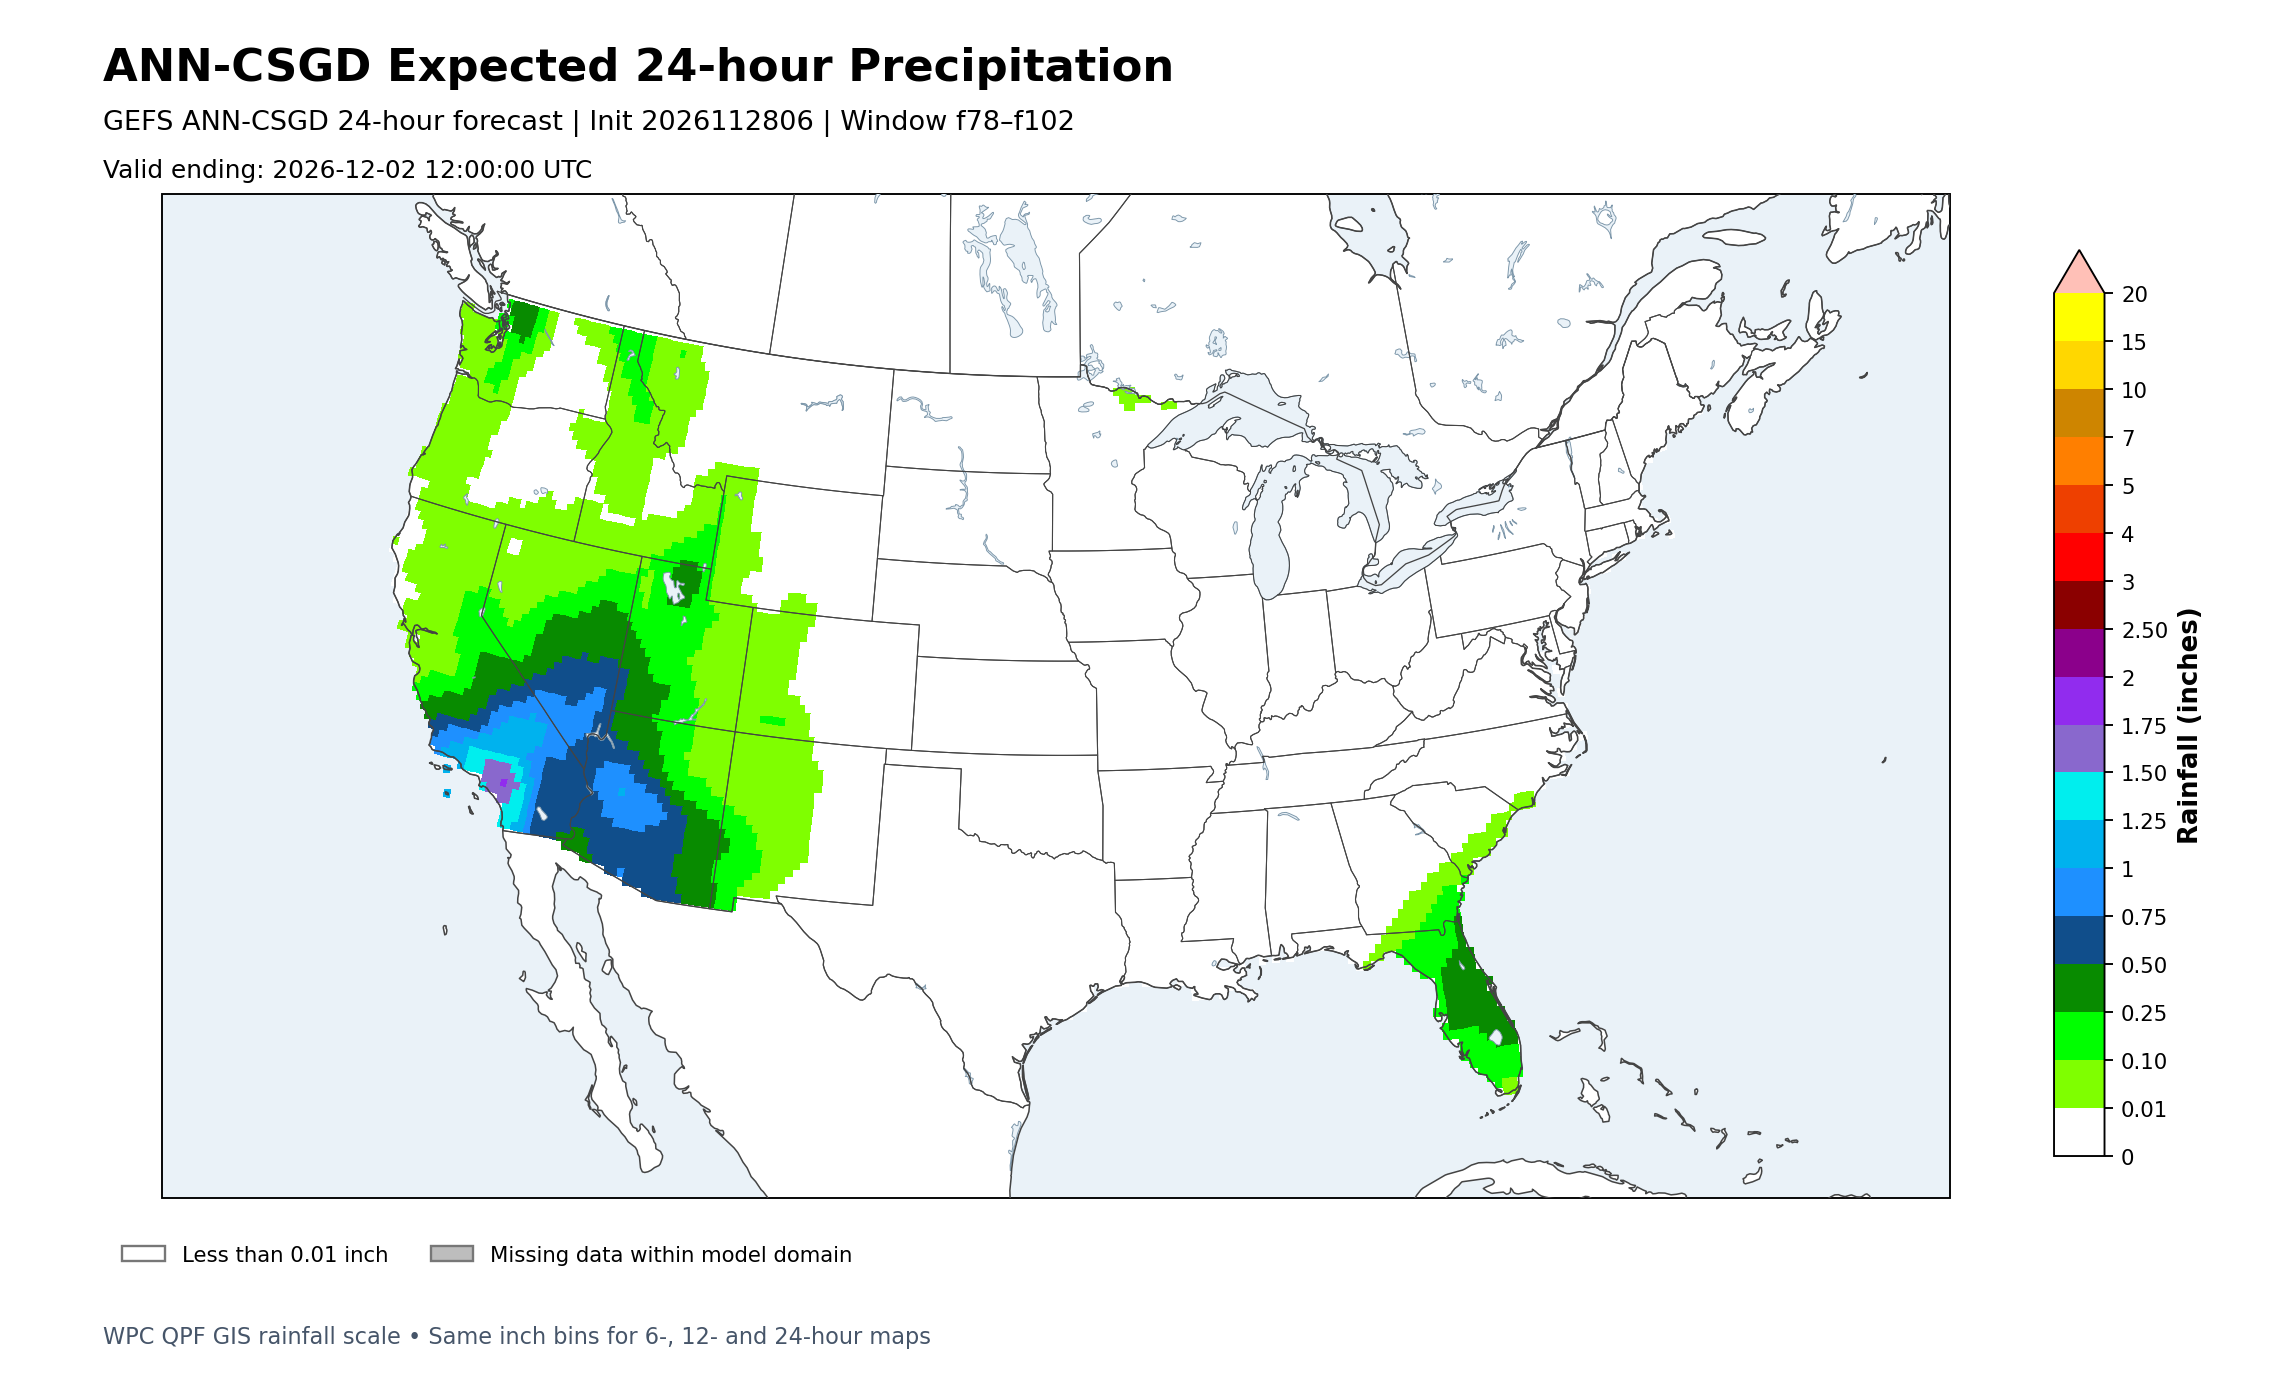 ANN-CSGD Expected 24-hour Precipitation
GEFS ANN-CSGD 24-hour forecast | Init 2026112806 | Window f78–f102
Valid ending: 2026-12-02 12:00:00 UTC
20
15
10
7
5
4
3
2.50
2
1.75
1.50
1.25
1
0.75
0.50
0.25
0.10
0.01
0
Rainfall (inches)
Less than 0.01 inch
Missing data within model domain
WPC QPF GIS rainfall scale • Same inch bins for 6-, 12- and 24-hour maps